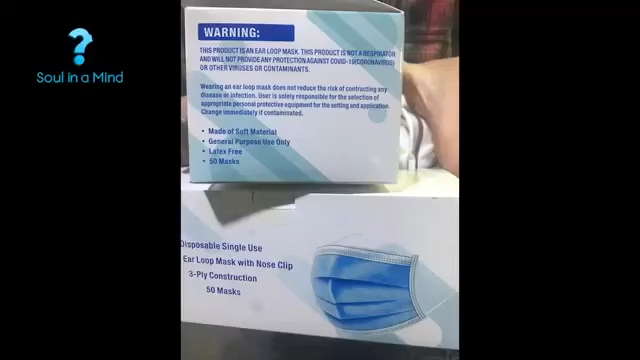 ?
Soul in a Mind
WARNING:
THIS PRODUCT IS AN EAR LOOP MASK. THIS PRODUCT IS NOT A RESPIRATOR
AND WILL NOT PROVIDE ANY PROTECTION AGAINST COVID-19(CORONAVIRUS)
OR OTHER VIRUSES OR CONTAMINANTS.
Wearing an ear loop mask does not reduce the risk of contracting any
disease or infection. User is solely responsible for the selection of
appropriate personal protective equipment for the setting and application.
Change immediately if contaminated.
• Made of Soft Material
• General Purpose Use Only
• Latex Free
• 50 Masks
Disposable Single Use
Ear Loop Mask with Nose Clip
3-Ply Construction
50 Masks